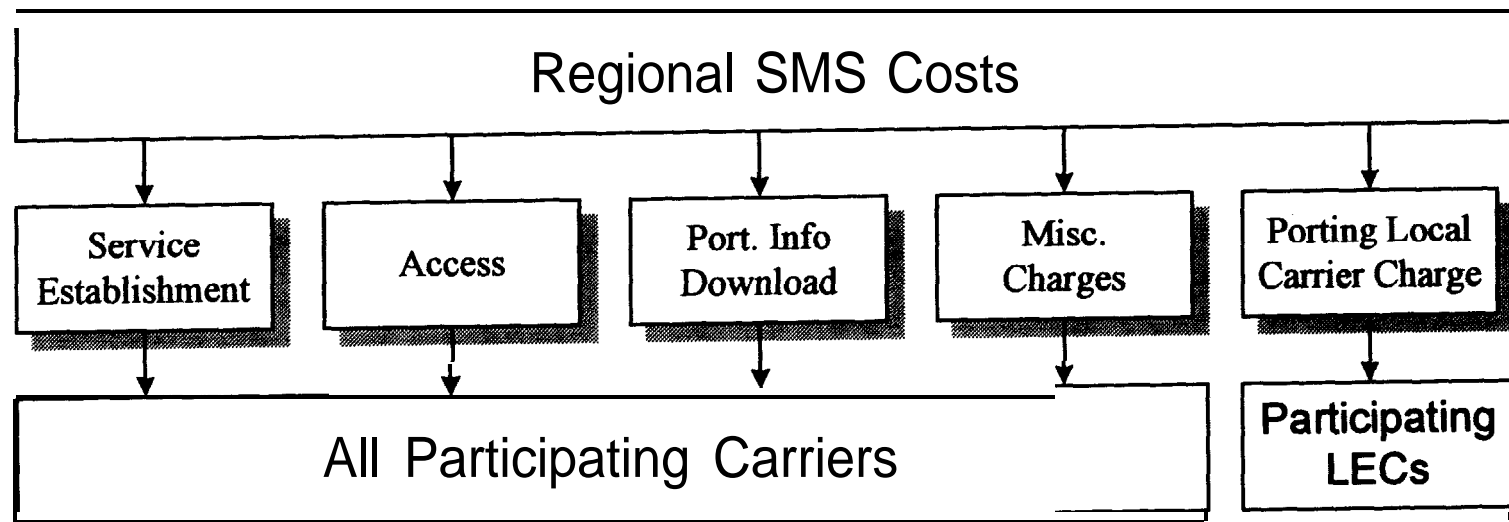 Regional SMS Costs
Service
Establishment
Access
Port. Info
Download
Misc.
Charges
Porting Local
Carrier Charge
All Participating Carriers
Participating
LECs